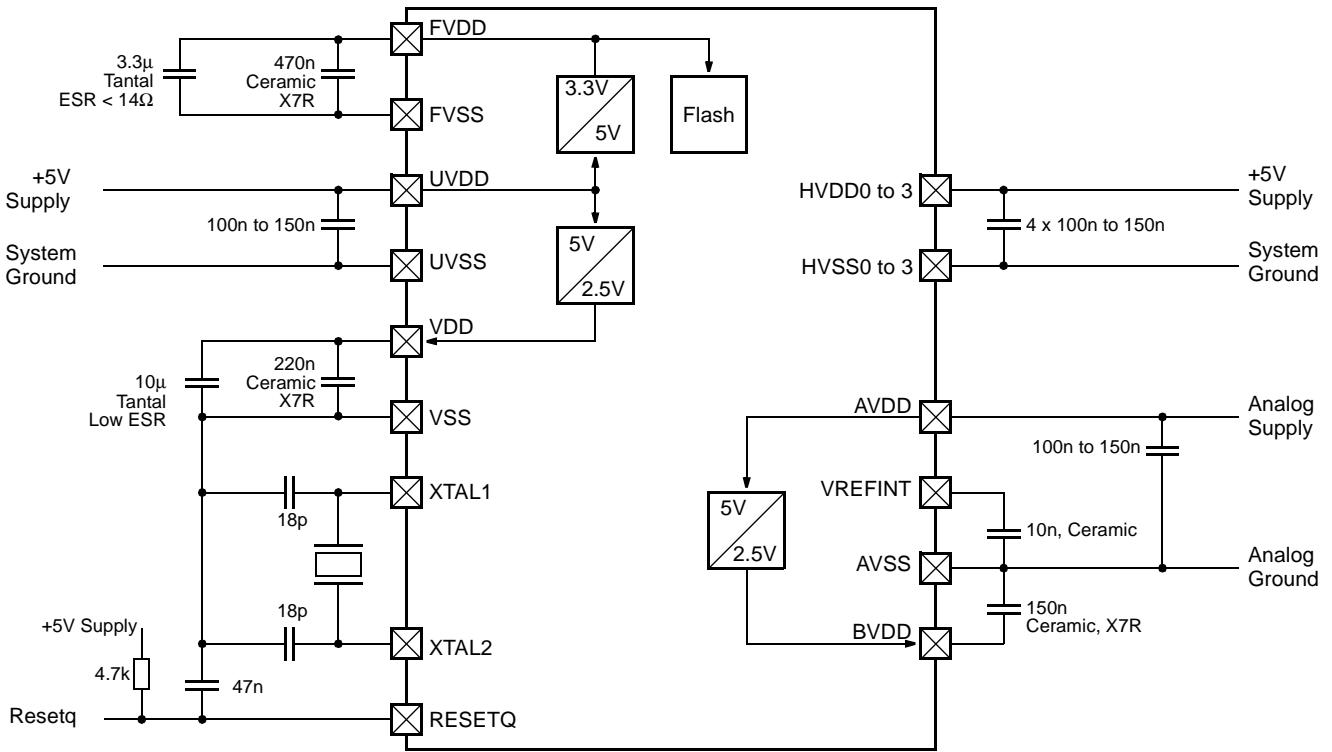 FVDD
3.3μ
Tantal
ESR < 14Ω
470n
Ceramic
X7R
3.3V
5V
Flash
FVSS
+5V
Supply
UVDD
100n to 150n
System
Ground
UVSS
5V
2.5V
HVDD0 to 3
+5V
Supply
4 x 100n to 150n
HVSS0 to 3
System
Ground
VDD
10μ
Tantal
Low ESR
220n
Ceramic
X7R
VSS
XTAL1
18p
18p
XTAL2
+5V Supply
4.7k
47n
Resetq
RESETQ
AVDD
Analog
Supply
100n to 150n
VREFINT
5V
2.5V
10n, Ceramic
AVSS
Analog
Ground
150n
Ceramic, X7R
BVDD